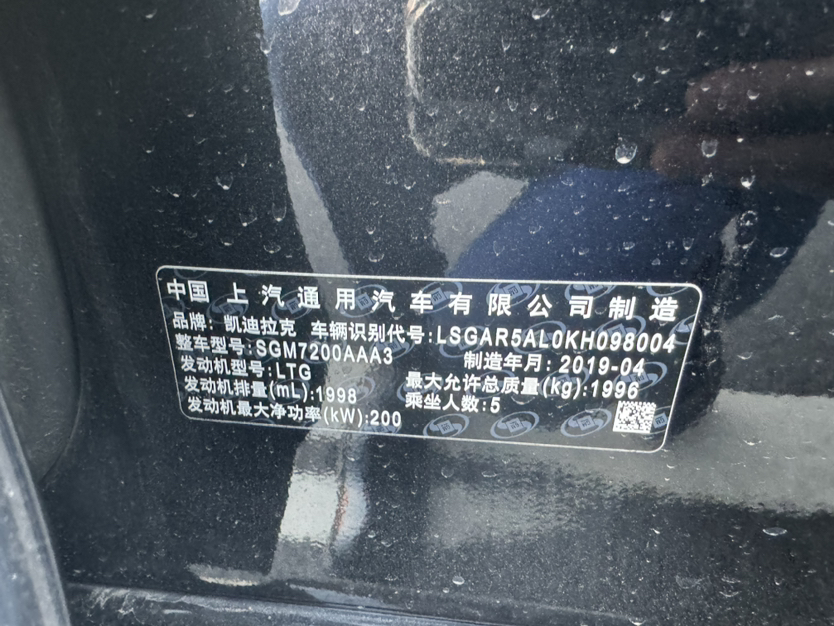 中国 上汽通用汽车有限公司制造
品牌：凯迪拉克 车辆识别代号:LSGAR5AL0KH098004
整车型号:SGM7200AAA3 制造年月：2019-04
发动机型号:LTG 最大允许总质量(kg):1996
发动机排量(mL):1998 乘坐人数:5
发动机最大净功率(kW):200